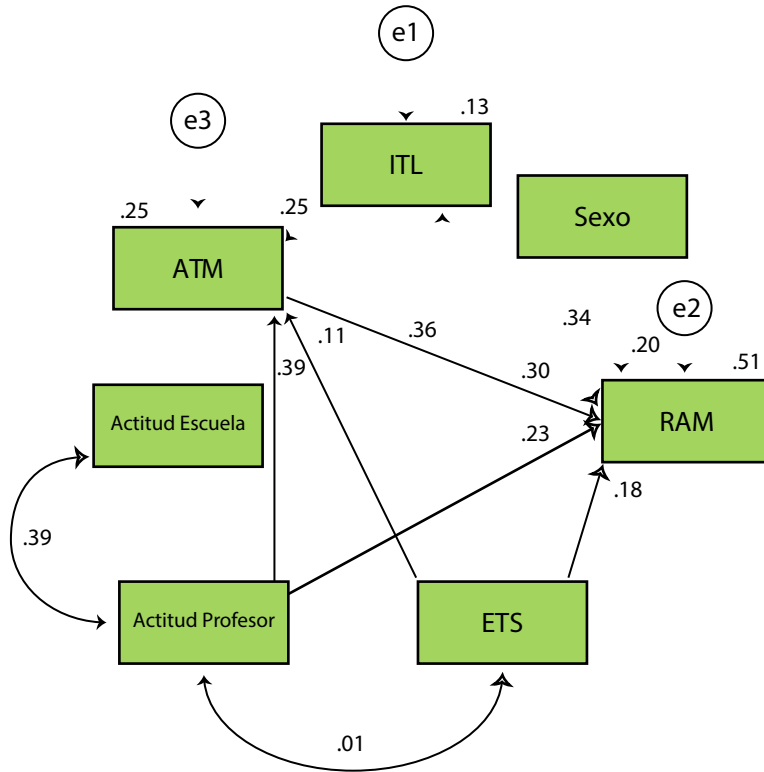 e1
.13
e3
ITL
.25
.25
Sexo
ATM
e2
.34
.11
.36
.20
.51
.39
.30
Actitud Escuela
RAM
.23
.18
.39
Actitud Profesor
ETS
.01